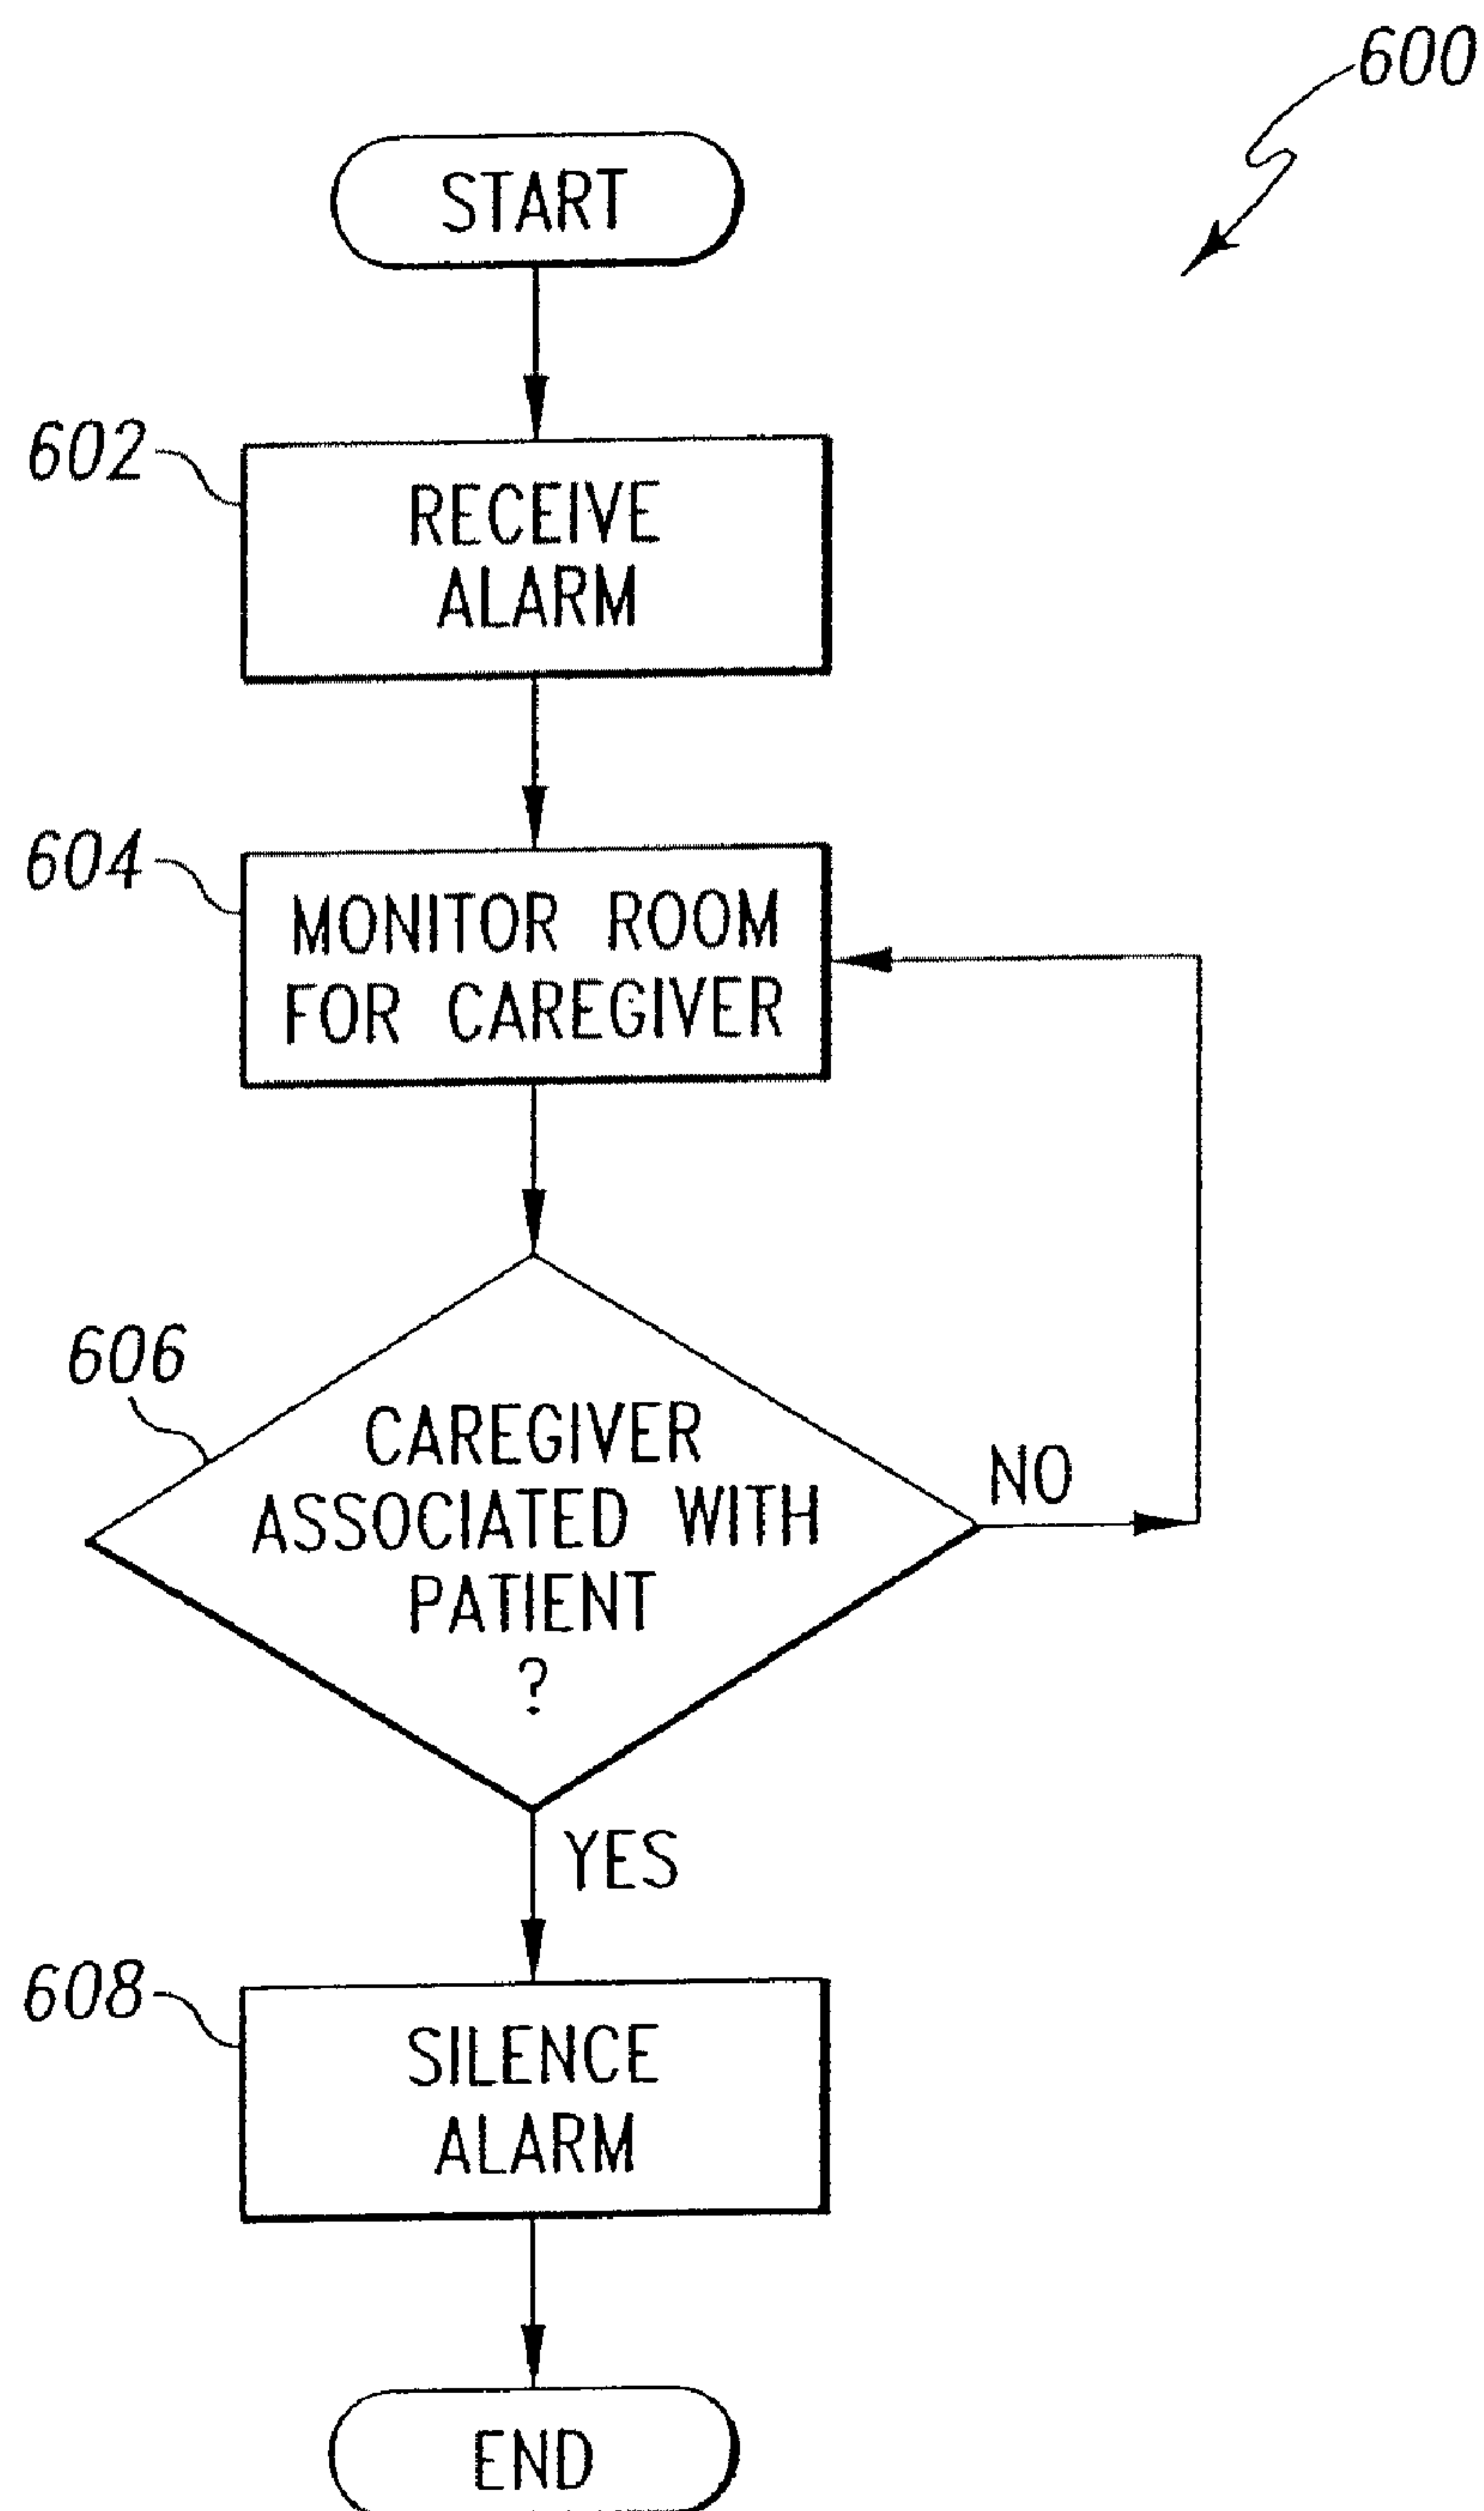 600
START
602
RECEIVE
ALARM
604
MONITOR ROOM
FOR CAREGIVER
606
CAREGIVER
ASSOCIATED WITH
PATIENT
?
NO
YES
608
SILENCE
ALARM
END